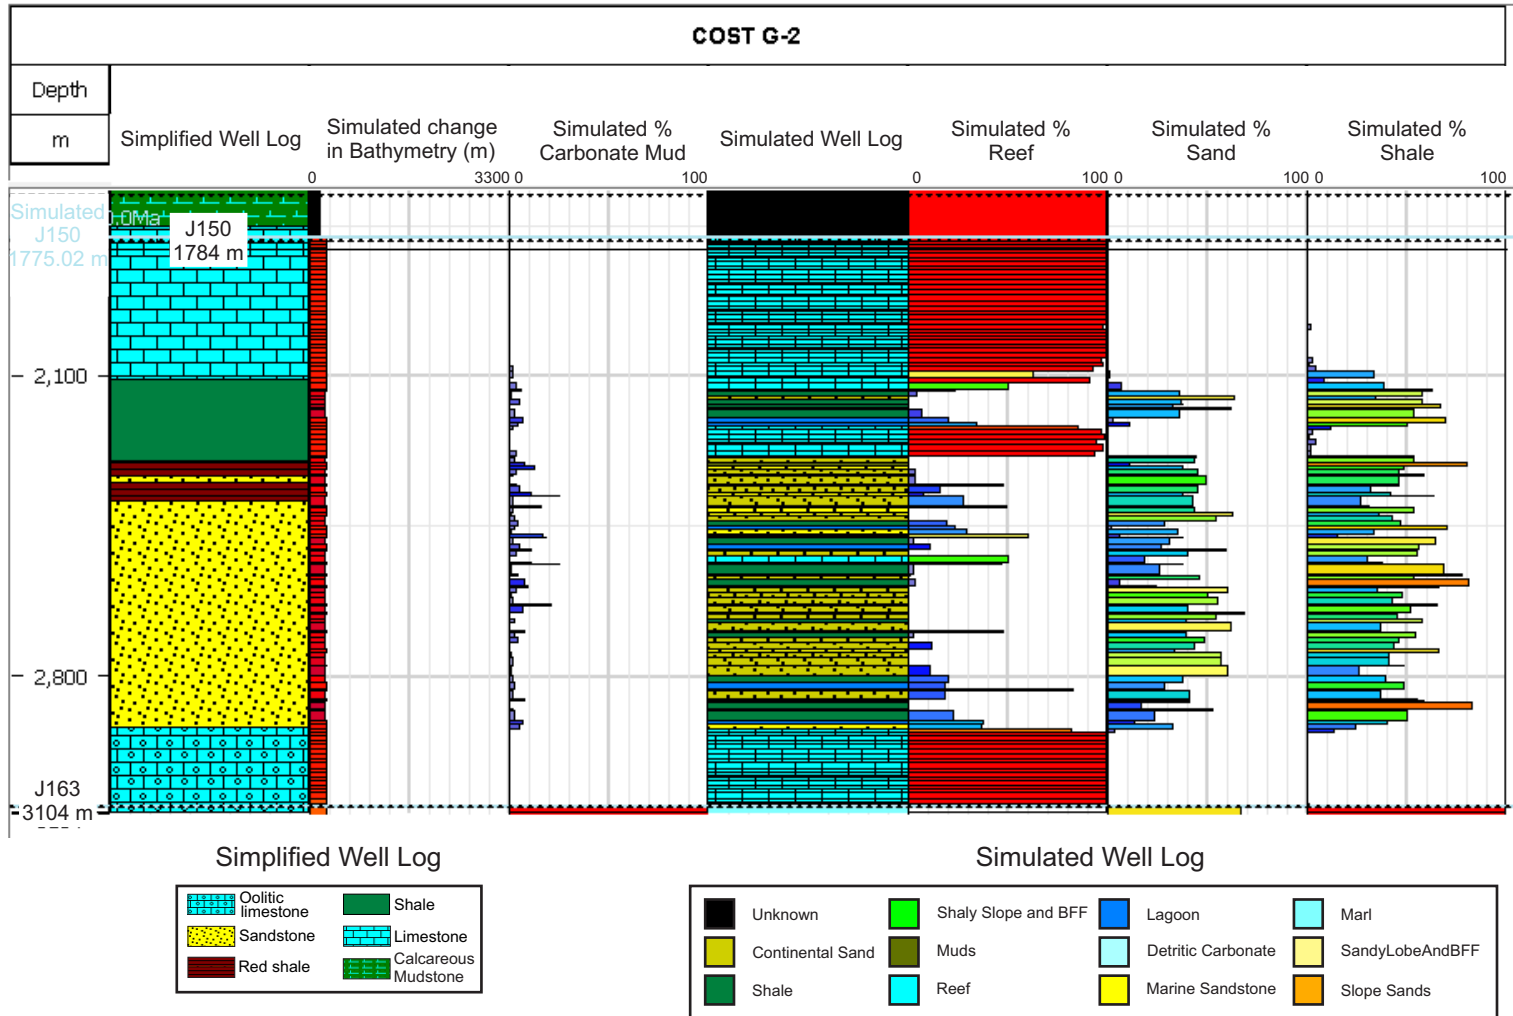 COST G-2
Depth
m
Simplified Well Log
Simulated change
in Bathymetry (m)
Simulated %
Carbonate Mud
Simulated Well Log
Simulated %
Reef
Simulated %
Sand
Simulated %
Shale
0 3300 0 100 0 100 0 100 0 100
Simulated
J150
1775.02 m
0.0Ma
J150
1784 m
2,100
2,800
J163
3104 m
Simplified Well Log
Oolitic
limestone
Shale
Sandstone
Limestone
Red shale
Calcareous
Mudstone
Simulated Well Log
Unknown
Shaly Slope and BFF
Lagoon
Marl
Continental Sand
Muds
Detritic Carbonate
SandyLobeAndBFF
Shale
Reef
Marine Sandstone
Slope Sands